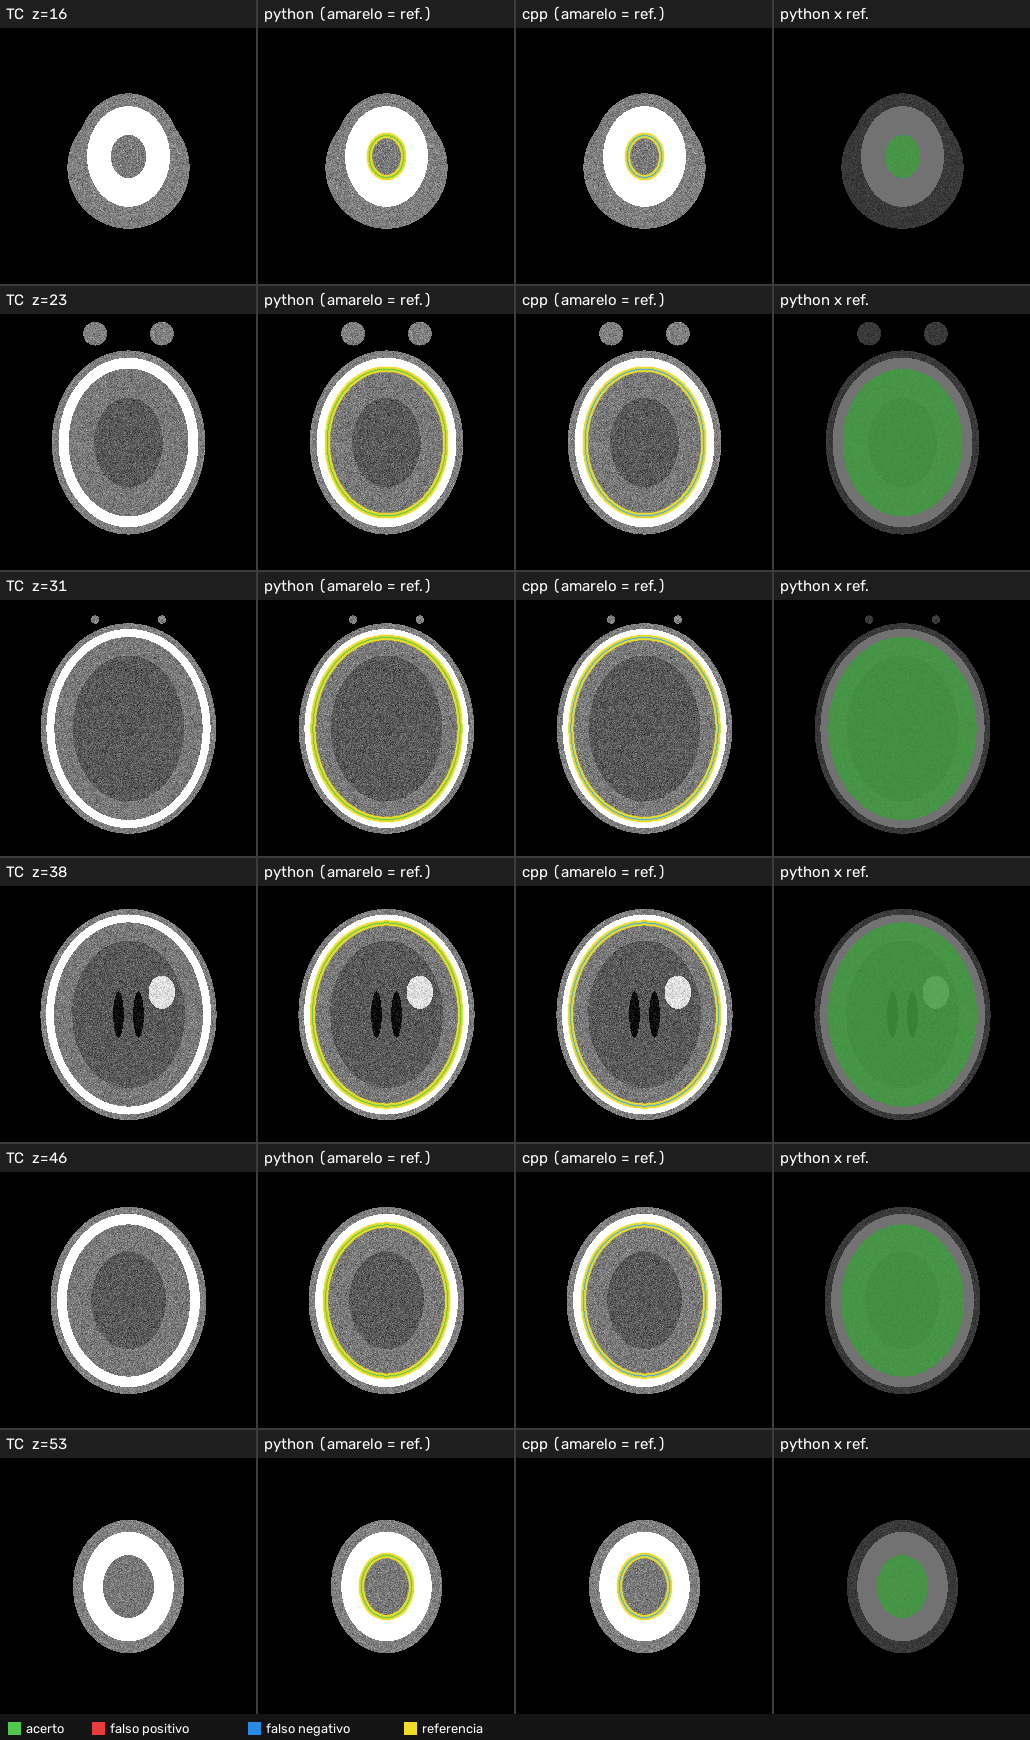 TC z=16 python (amarelo = ref.) cpp (amarelo = ref.) python x ref.
TC z=23 python (amarelo = ref.) cpp (amarelo = ref.) python x ref.
TC z=31 python (amarelo = ref.) cpp (amarelo = ref.) python x ref.
TC z=38 python (amarelo = ref.) cpp (amarelo = ref.) python x ref.
TC z=46 python (amarelo = ref.) cpp (amarelo = ref.) python x ref.
TC z=53 python (amarelo = ref.) cpp (amarelo = ref.) python x ref.
acerto falso positivo falso negativo referencia